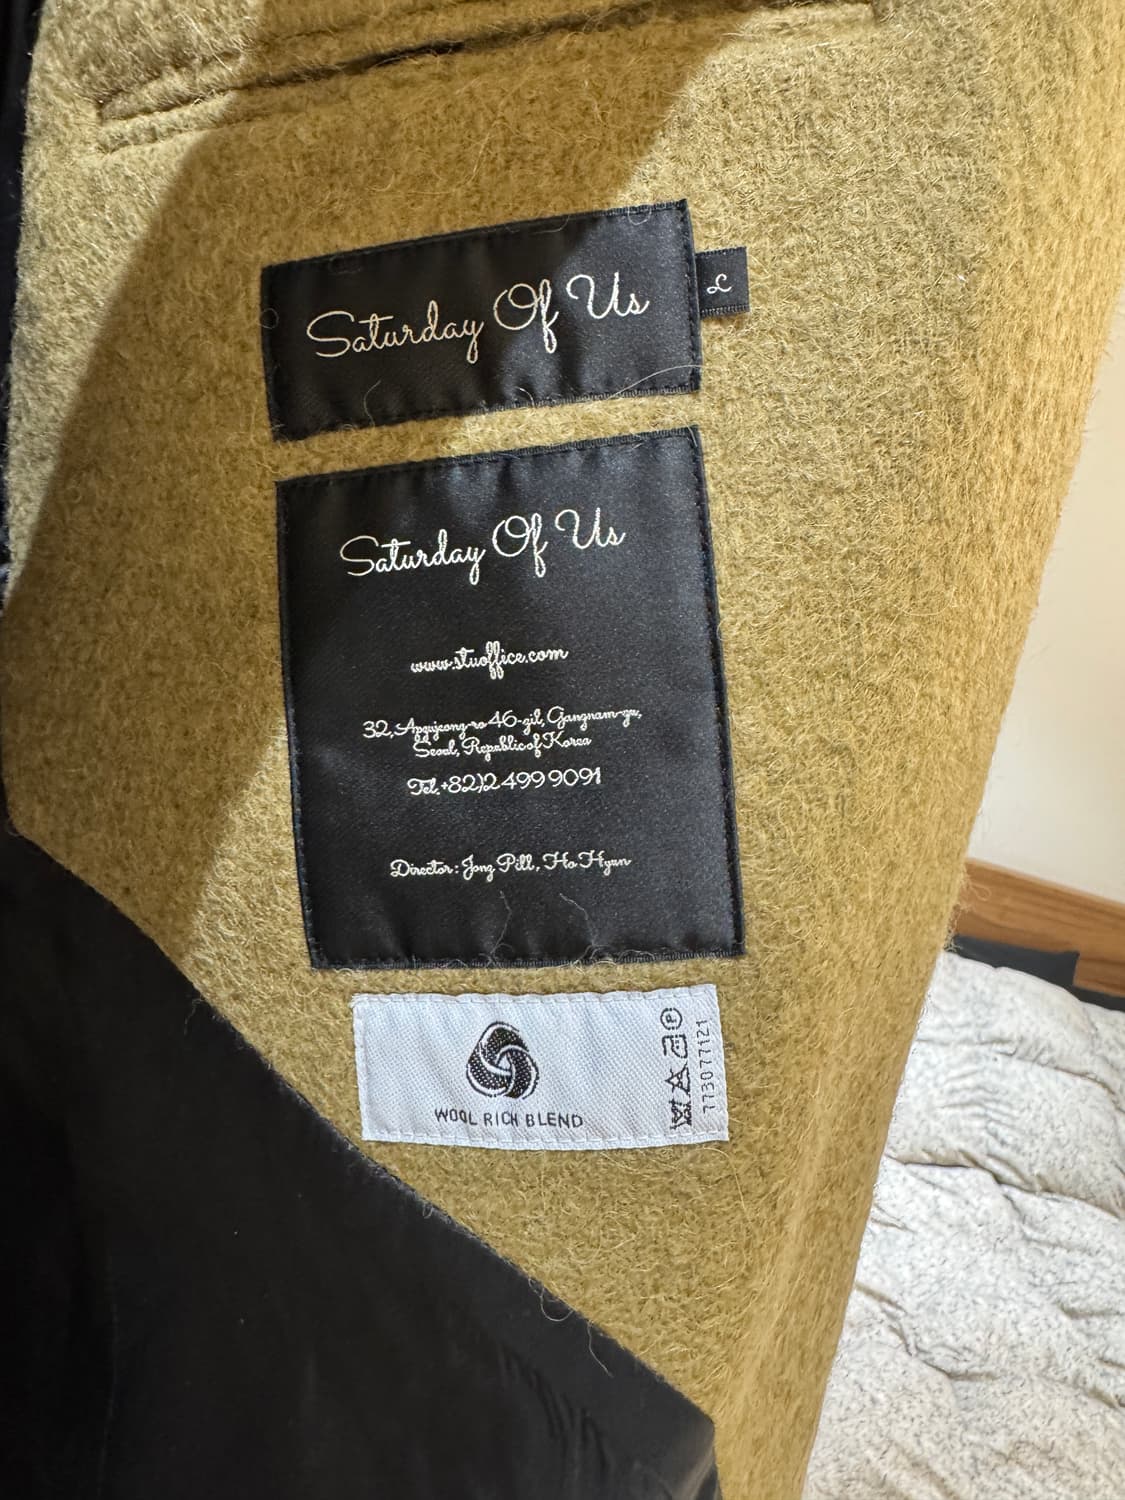 Saturday Of Us
L
Saturday Of Us
www.stuoffice.com
32, Apgujeong-ro 46-gil, Gangnam-gu,
Seoul, Republic of Korea
Tel.+82)2 499 9091
Director : Jong Pill, Ho Hyun
WOOL RICH BLEND
P
773077121